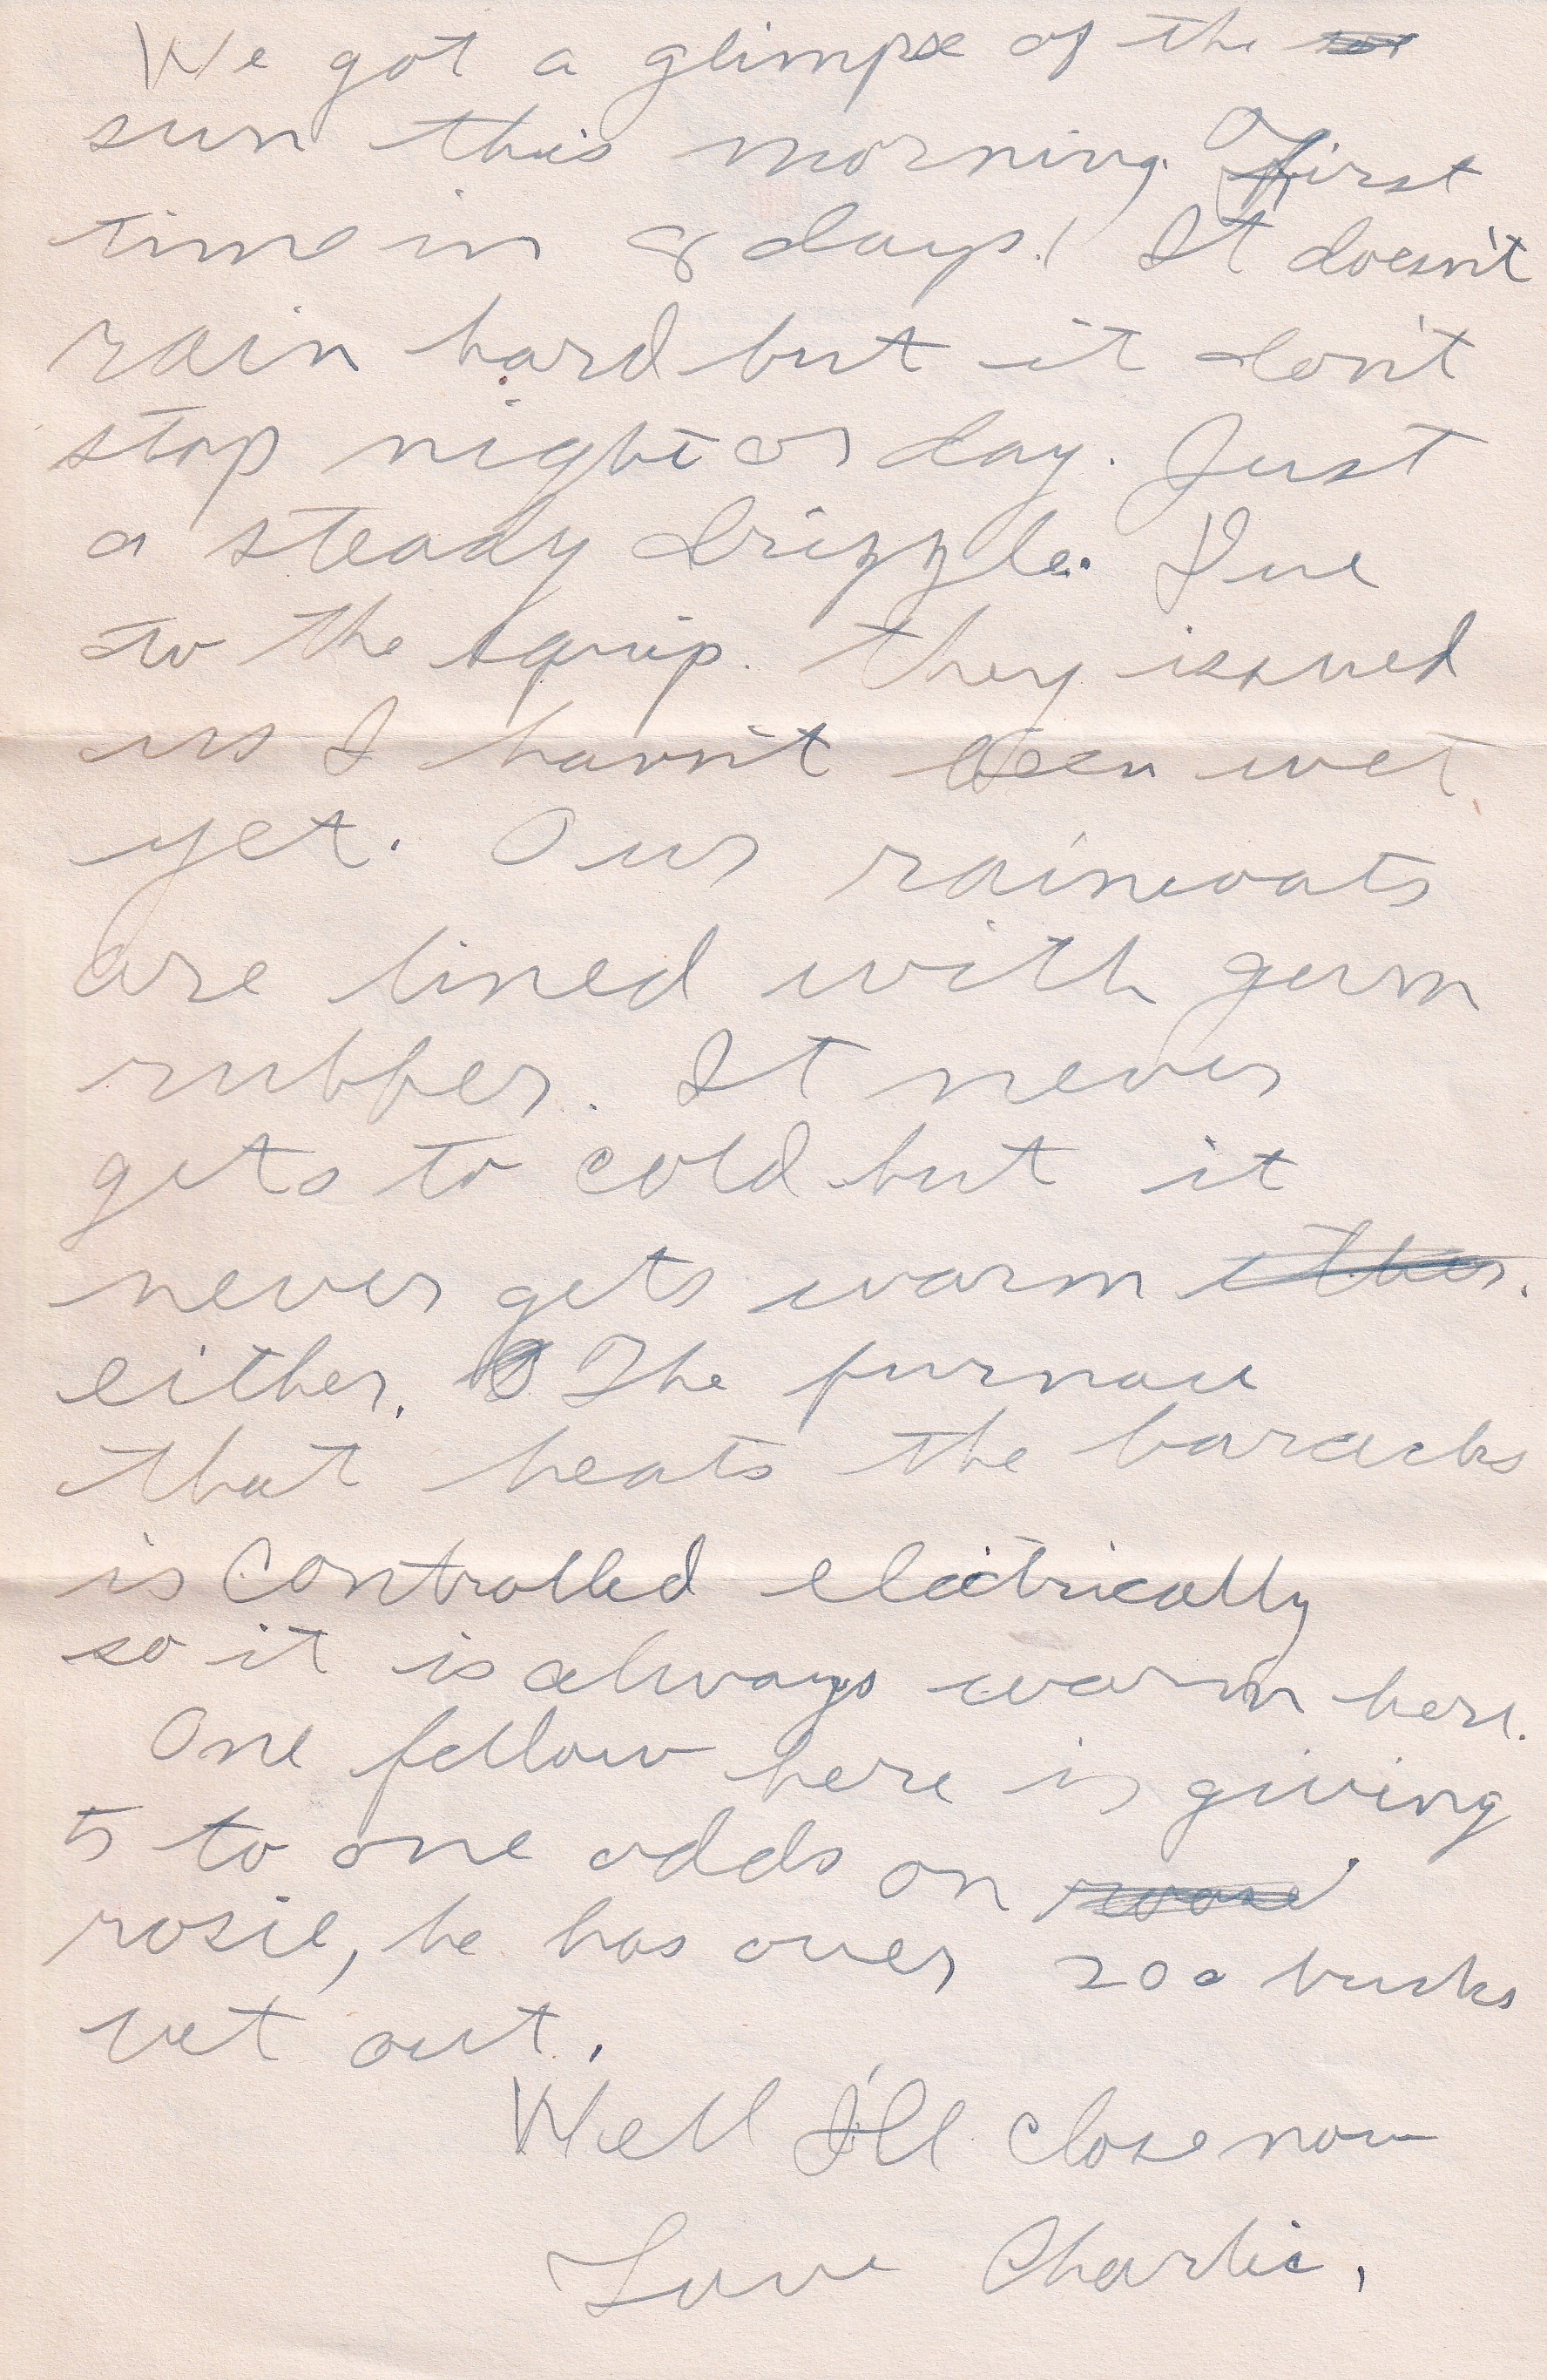 We got a glimpse of the
sun this morning. First
time in 8 days! It doesn't
rain hard but it don't
stop night or day. Just
a steady drizzle. Due
to the equip. they issued
us I havn't been wet
yet. Our raincoats
are lined with gum
rubber. It never
gets to cold but it
never gets warm ither.
either. The furnace
that heats the baracks
is controlled electrically
so it is always warm here.
One fellow here is giving
5 to one odds on
rosie, he has over 200 bucks
vet out.
Well I'll close now
Love Charlie.